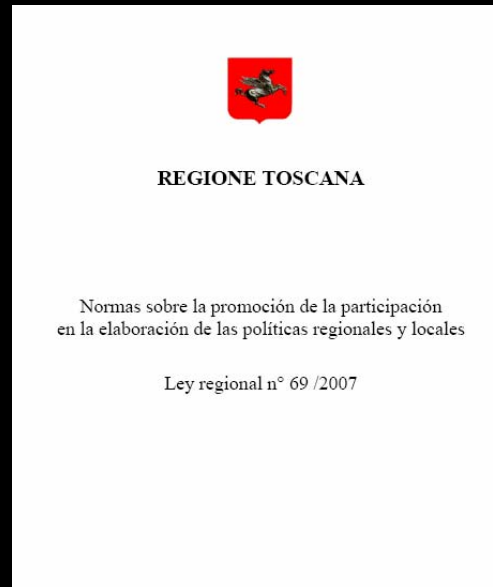 REGIONE TOSCANA
Normas sobre la promoción de la participación
en la elaboración de las políticas regionales y locales
Ley regional n° 69 /2007